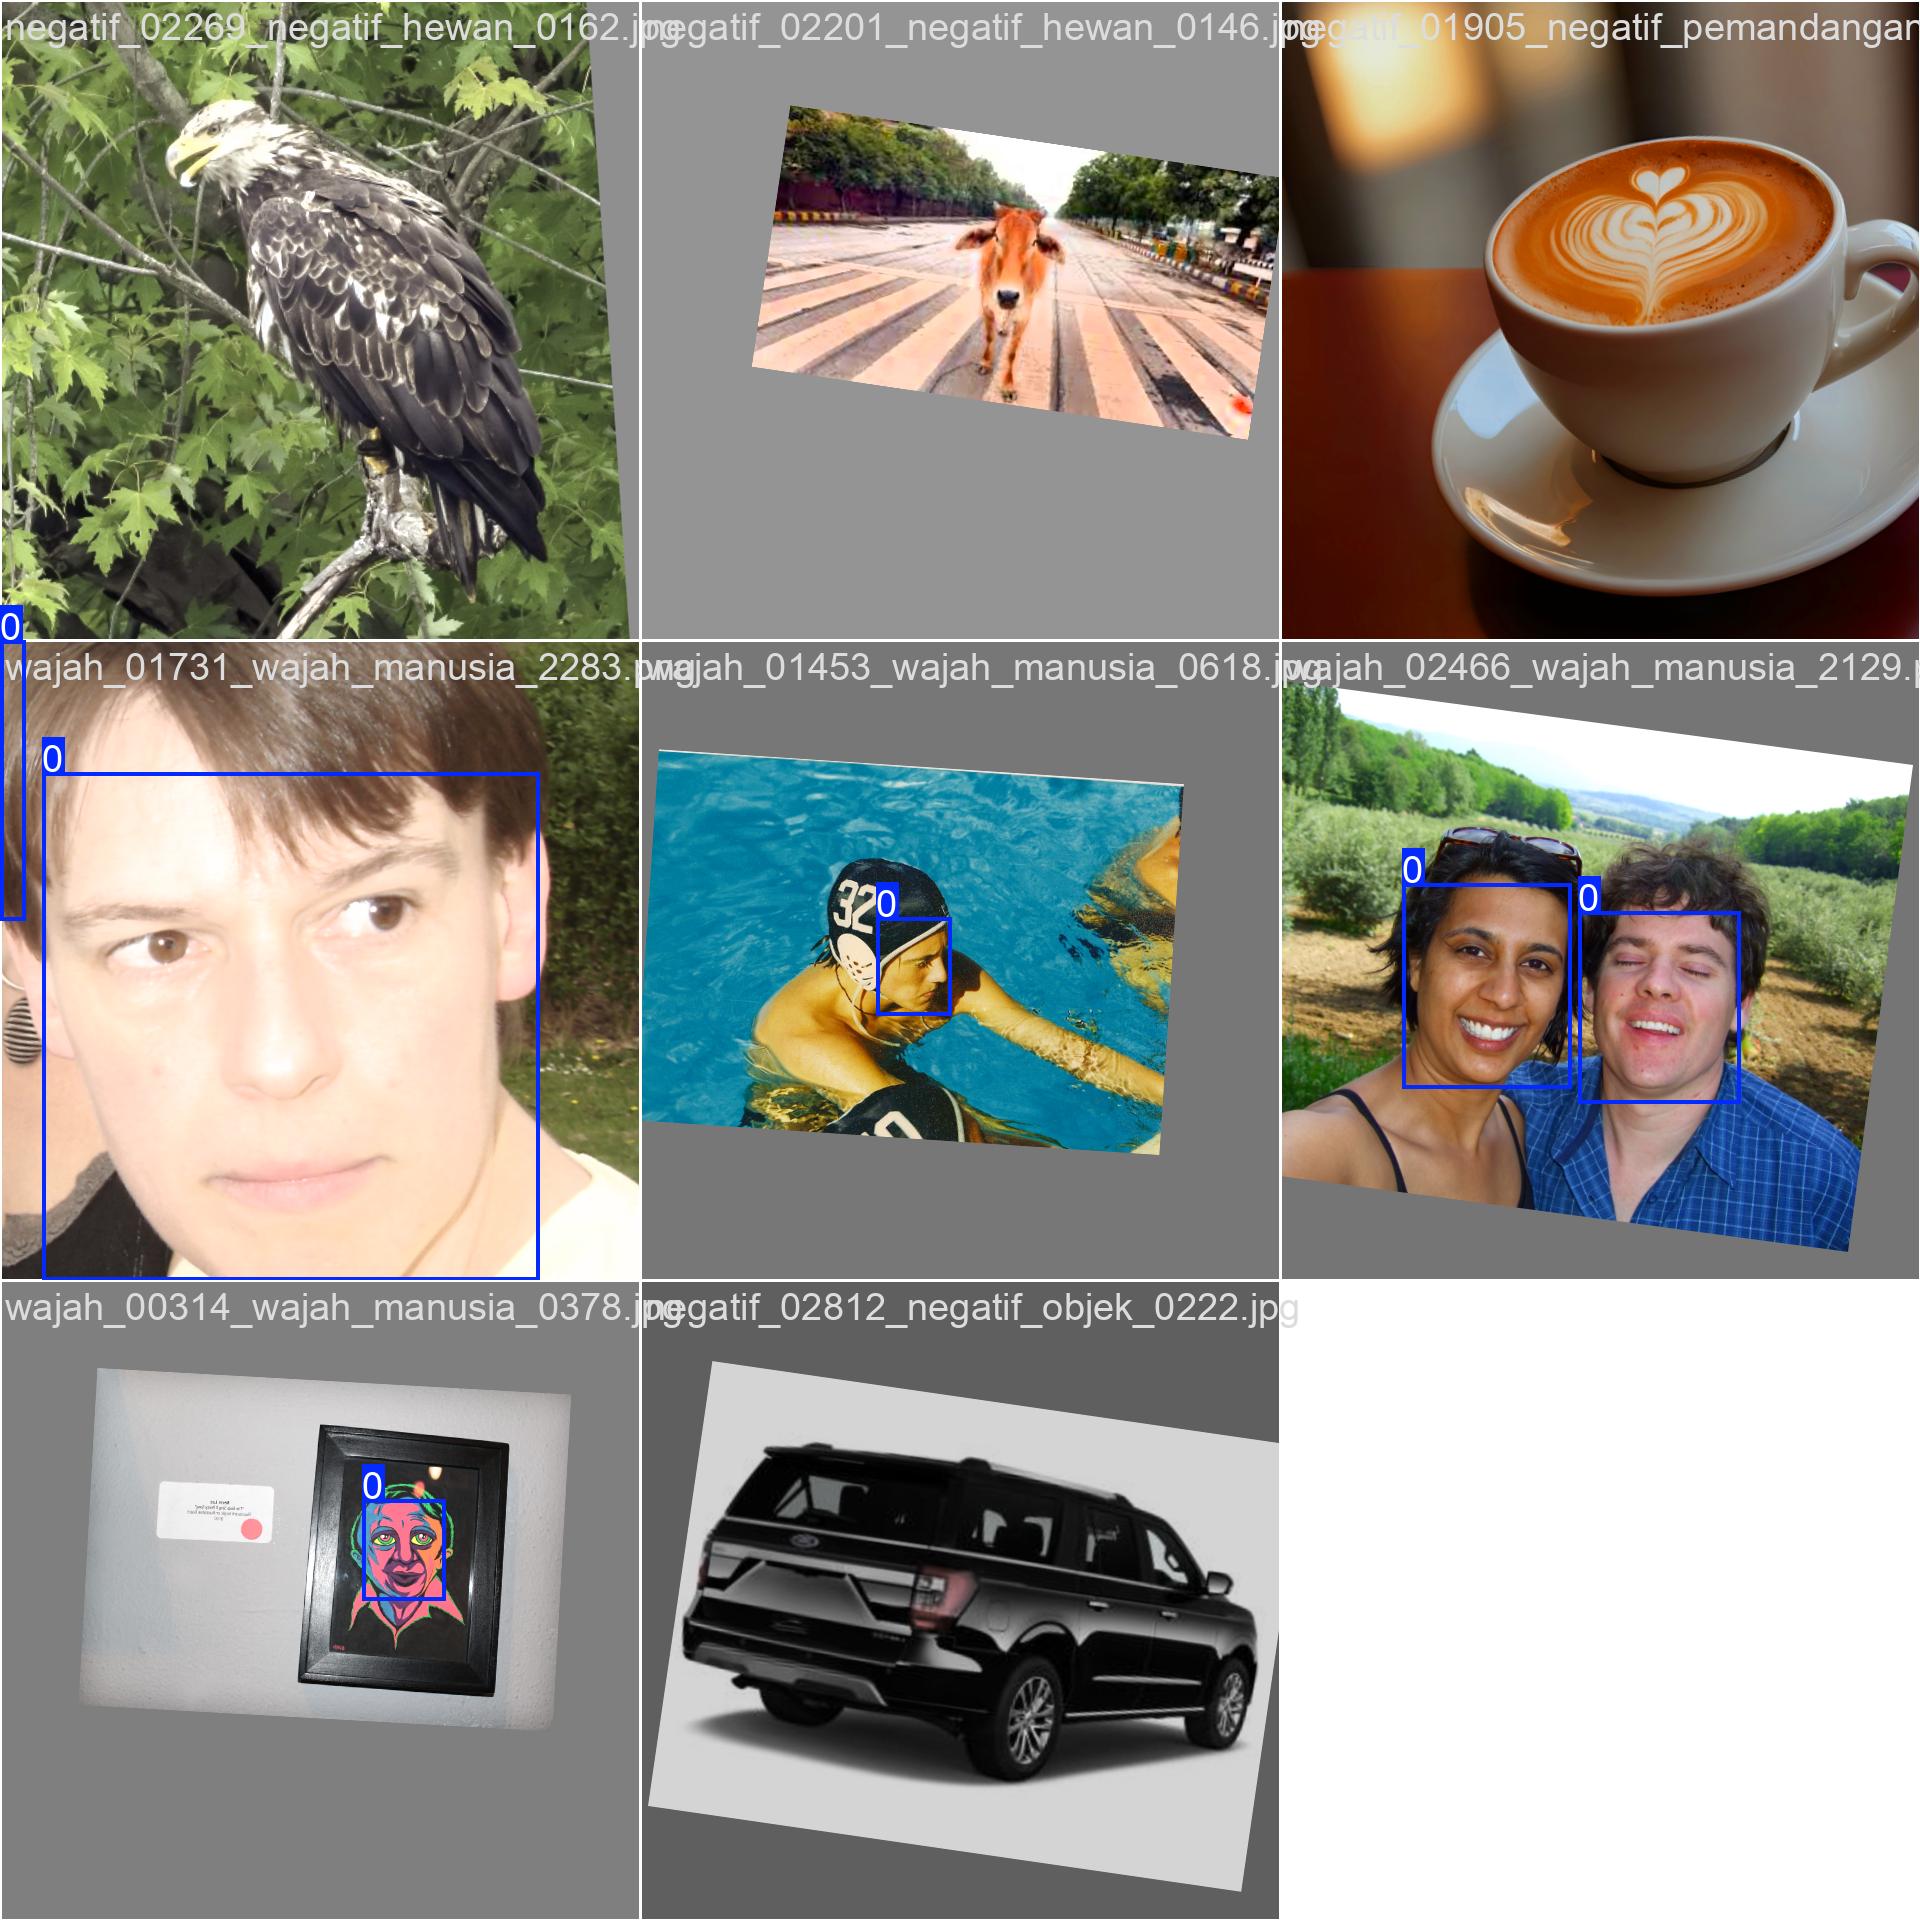 negatif_02269_negatif_hewan_0162.jpg
negatif_02201_negatif_hewan_0146.jpg
negatif_01905_negatif_pemandangan
0
wajah_01731_wajah_manusia_2283.png
wajah_01453_wajah_manusia_0618.jpg
wajah_02466_wajah_manusia_2129.p
0
32
0
0
0
wajah_00314_wajah_manusia_0378.jpg
negatif_02812_negatif_objek_0222.jpg
0